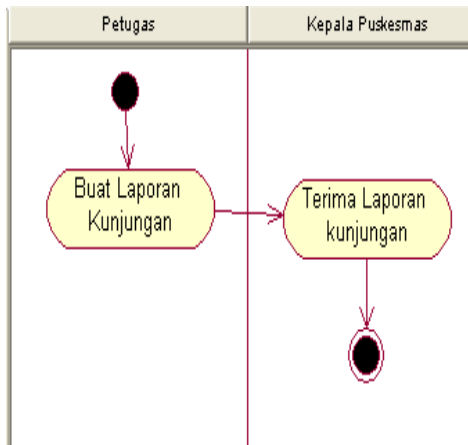 Petugas
Kepala Puskesmas
Buat Laporan
Kunjungan
Terima Laporan
kunjungan